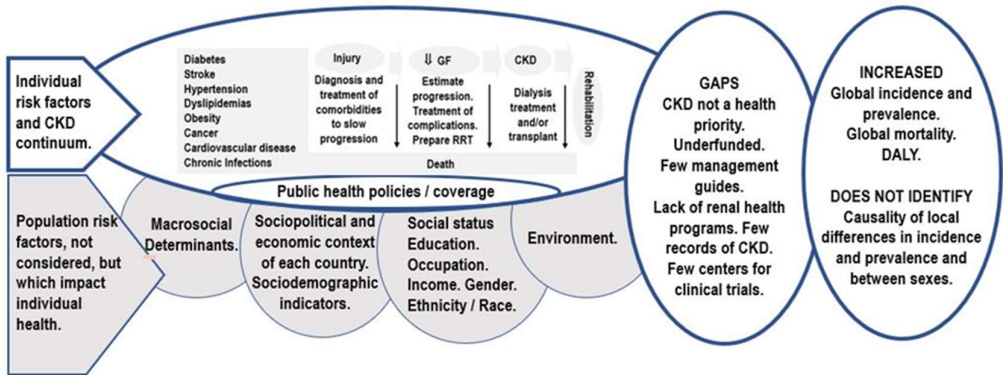 Individual
risk factors
and CKD
continuum.
Diabetes
Stroke
Hypertension
Dyslipidemias
Obesity
Cancer
Cardiovascular disease
Chronic Infections
Injury
Diagnosis and
treatment of
comorbidities
to slow
progression
⇓ GF
Estimate
progression.
Treatment of
complications.
Prepare RRT
CKD
Dialysis
treatment
and/or
transplant
Rehabilitation
Death
Public health policies / coverage
Population risk
factors, not
considered, but
which impact
individual
health.
Macrosocial
Determinants.
Sociopolitical and
economic context
of each country.
Sociodemographic
indicators.
Social status
Education.
Occupation.
Income. Gender.
Ethnicity / Race.
Environment.
GAPS
CKD not a health
priority.
Underfunded.
Few management
guides.
Lack of renal health
programs. Few
records of CKD.
Few centers for
clinical trials.
INCREASED
Global incidence and
prevalence.
Global mortality.
DALY.
DOES NOT IDENTIFY
Causality of local
differences in incidence
and prevalence and
between sexes.